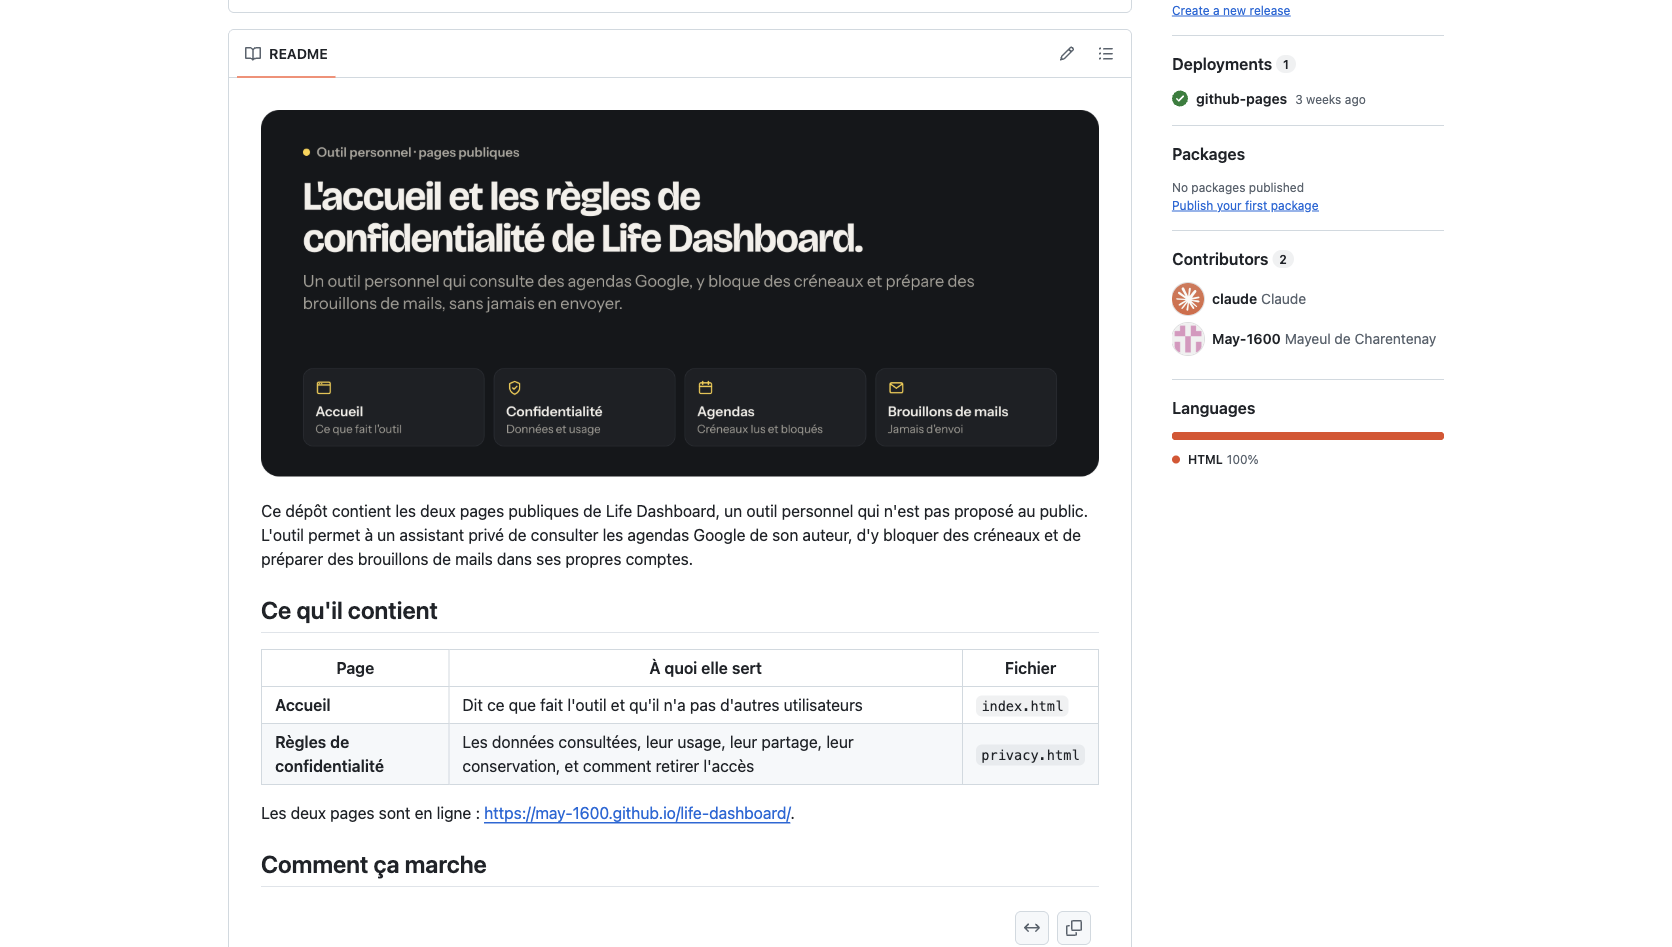 Create a new release
README
Deployments 1
github-pages 3 weeks ago
Outil personnel · pages publiques
L'accueil et les règles de
confidentialité de Life Dashboard.
Un outil personnel qui consulte des agendas Google, y bloque des créneaux et prépare des
brouillons de mails, sans jamais en envoyer.
Accueil
Ce que fait l'outil
Confidentialité
Données et usage
Agendas
Créneaux lus et bloqués
Brouillons de mails
Jamais d'envoi
Packages
No packages published
Publish your first package
Contributors 2
claude Claude
May-1600 Mayeul de Charentenay
Languages
HTML 100%
Ce dépôt contient les deux pages publiques de Life Dashboard, un outil personnel qui n'est pas proposé au public.
L'outil permet à un assistant privé de consulter les agendas Google de son auteur, d'y bloquer des créneaux et de
préparer des brouillons de mails dans ses propres comptes.
Ce qu'il contient
Page À quoi elle sert Fichier
Accueil Dit ce que fait l'outil et qu'il n'a pas d'autres utilisateurs index.html
Règles de
confidentialité
Les données consultées, leur usage, leur partage, leur
conservation, et comment retirer l'accès
privacy.html
Les deux pages sont en ligne : https://may-1600.github.io/life-dashboard/.
Comment ça marche